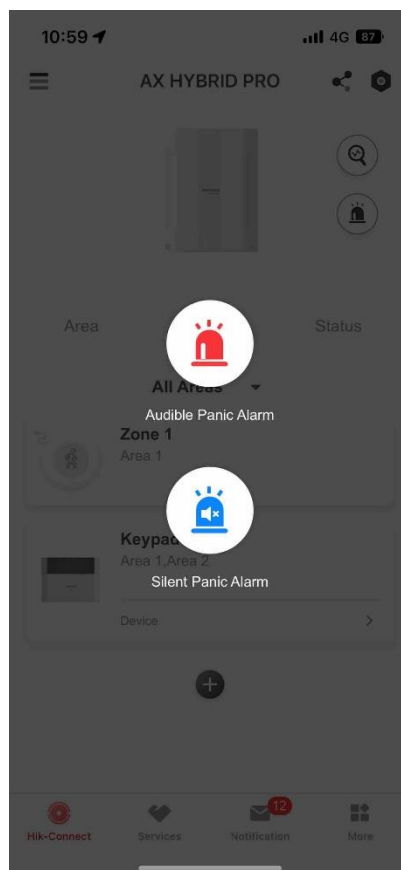 10:59
4G 87
AX HYBRID PRO
Area
Status
All Areas
Audible Panic Alarm
Zone 1
Area 1
Keypad
Area 1,Area 2
Silent Panic Alarm
Device
12
Hik-Connect Services Notification More